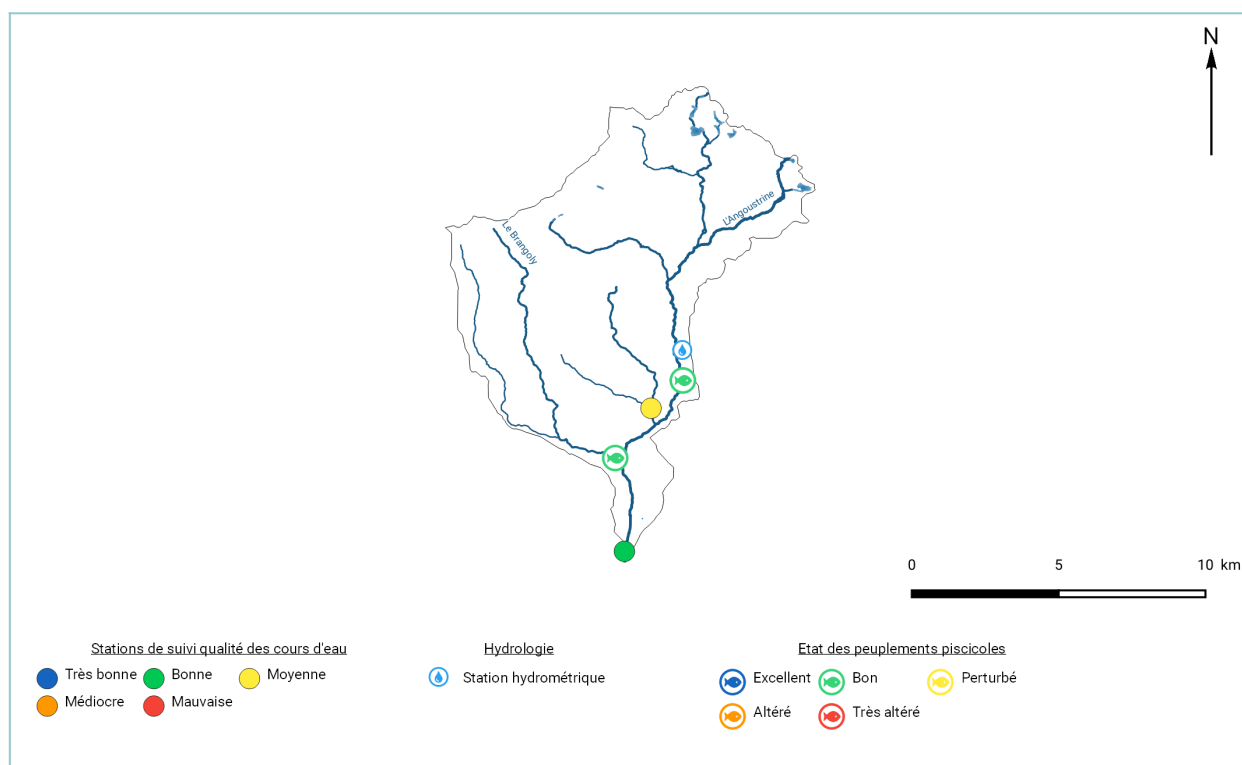 N
L'Angoustrine
Le Brangoly
0 5 10 km
Stations de suivi qualité des cours d'eau
Très bonne Bonne Moyenne
Médiocre Mauvaise
Hydrologie
Station hydrométrique
Etat des peuplements piscicoles
Excellent Bon Perturbé
Altéré Très altéré